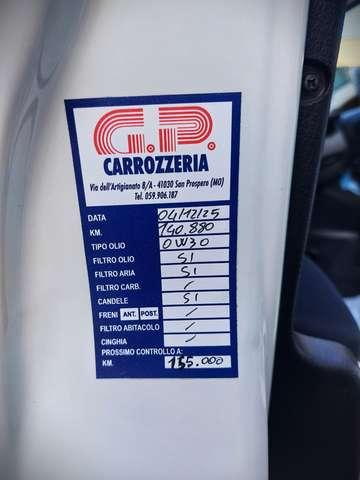 G.P.
CARROZZERIA
Via dell'Artigianato 8/A - 41030 San Prospero (MO)
Tel. 059.906.187
DATA 04/12/25
KM. 140.880
TIPO OLIO 0W30
FILTRO OLIO SI
FILTRO ARIA SI
FILTRO CARB. /
CANDELE SI
FRENI ANT. POST. /
FILTRO ABITACOLO /
CINGHIA /
PROSSIMO CONTROLLO A:
KM. 155.000